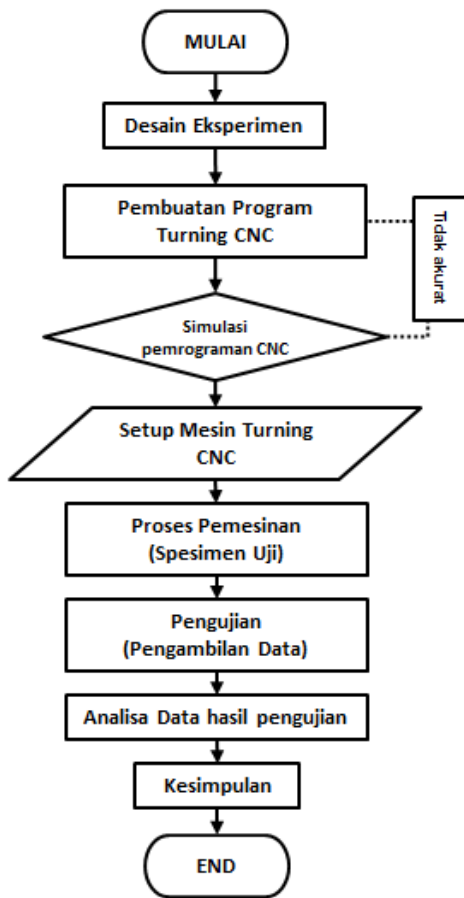 MULAI
Desain Eksperimen
Pembuatan Program
Turning CNC
Tidak akurat
Simulasi
pemrograman CNC
Setup Mesin Turning
CNC
Proses Pemesinan
(Spesimen Uji)
Pengujian
(Pengambilan Data)
Analisa Data hasil pengujian
Kesimpulan
END